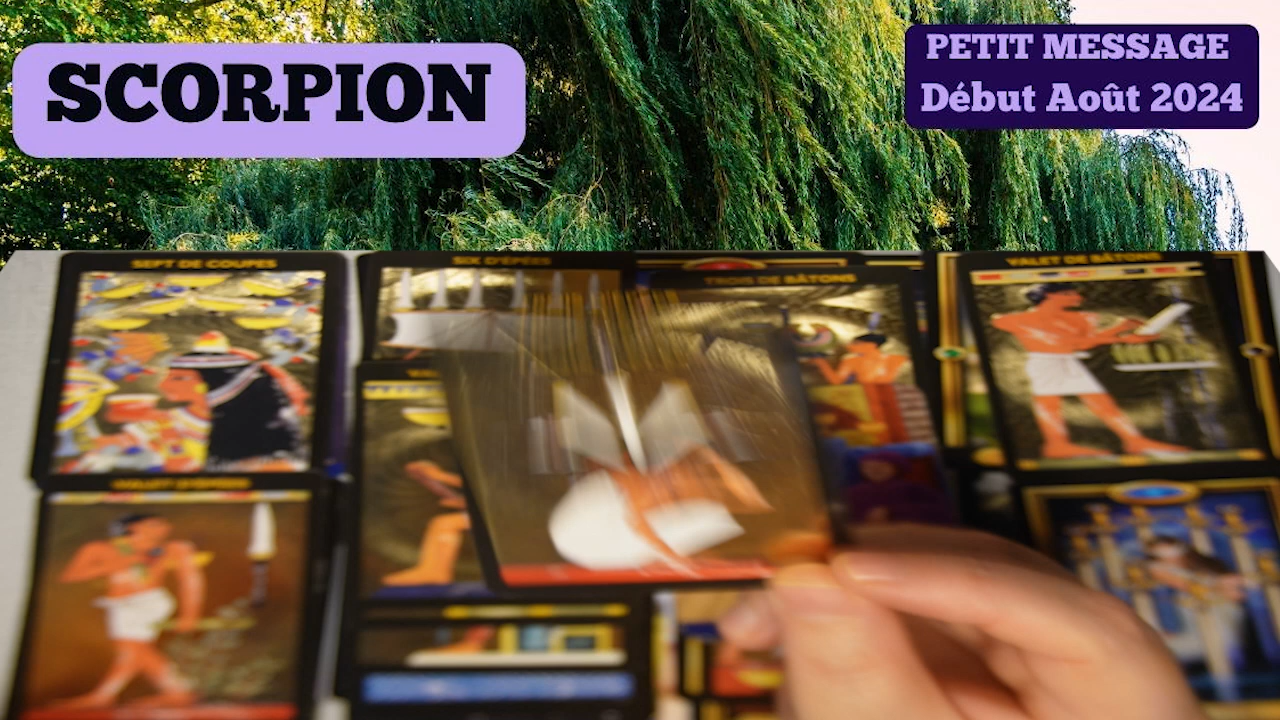 SCORPION
PETIT MESSAGE
Début Août 2024
SEPT DE COUPES
SIX D'ÉPÉES
TROIS DE BÂTONS
VALET DE BÂTONS
VALET D'ÉPÉES